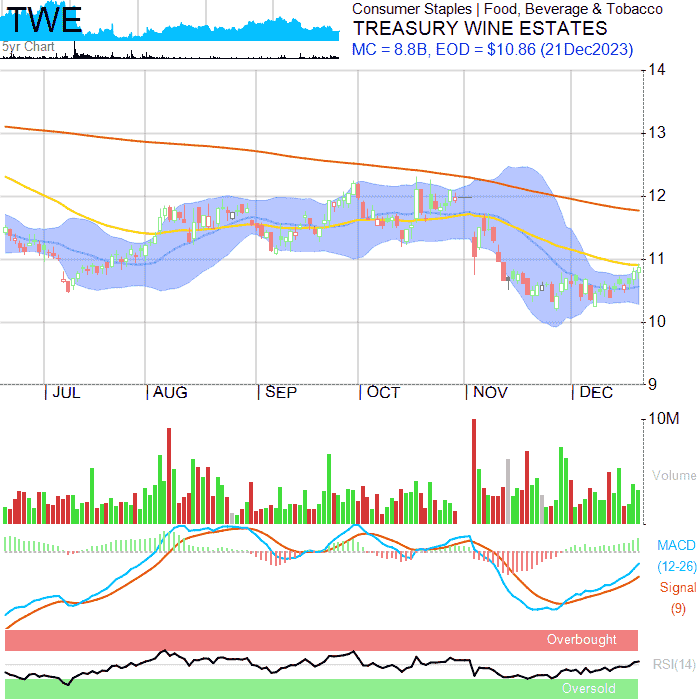 TWE
5yr Chart
Consumer Staples | Food, Beverage & Tobacco
TREASURY WINE ESTATES
MC = 8.8B, EOD = $10.86 (21Dec2023)
14
13
12
11
10
9
JUL AUG SEP OCT NOV DEC
10M
Volume
MACD
(12-26)
Signal
(9)
Overbought
RSI(14)
Oversold